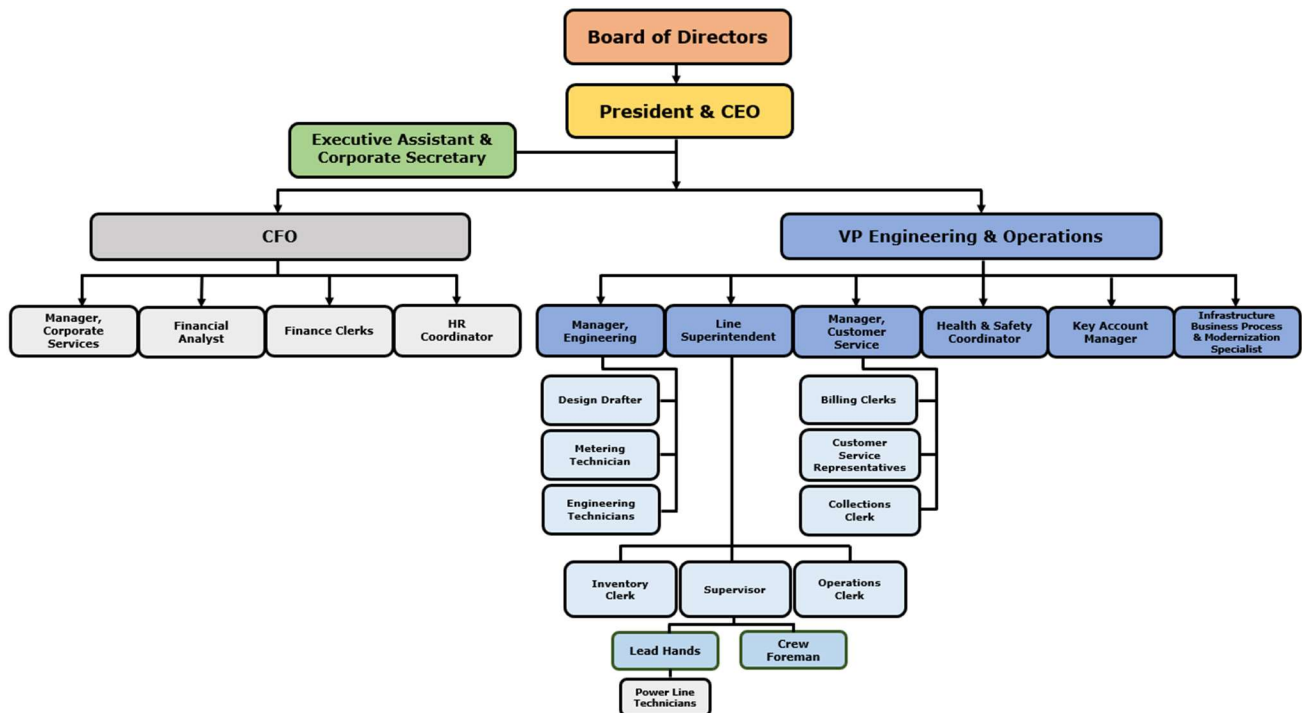 Board of Directors
President & CEO
Executive Assistant &
Corporate Secretary
CFO
VP Engineering & Operations
Manager,
Corporate
Services
Financial
Analyst
Finance Clerks
HR
Coordinator
Manager,
Engineering
Line
Superintendent
Manager,
Customer
Service
Health & Safety
Coordinator
Key Account
Manager
Infrastructure
Business Process
& Modernization
Specialist
Design Drafter
Metering
Technician
Engineering
Technicians
Billing Clerks
Customer
Service
Representatives
Collections
Clerk
Inventory
Clerk
Supervisor
Operations
Clerk
Lead Hands
Crew
Foreman
Power Line
Technicians